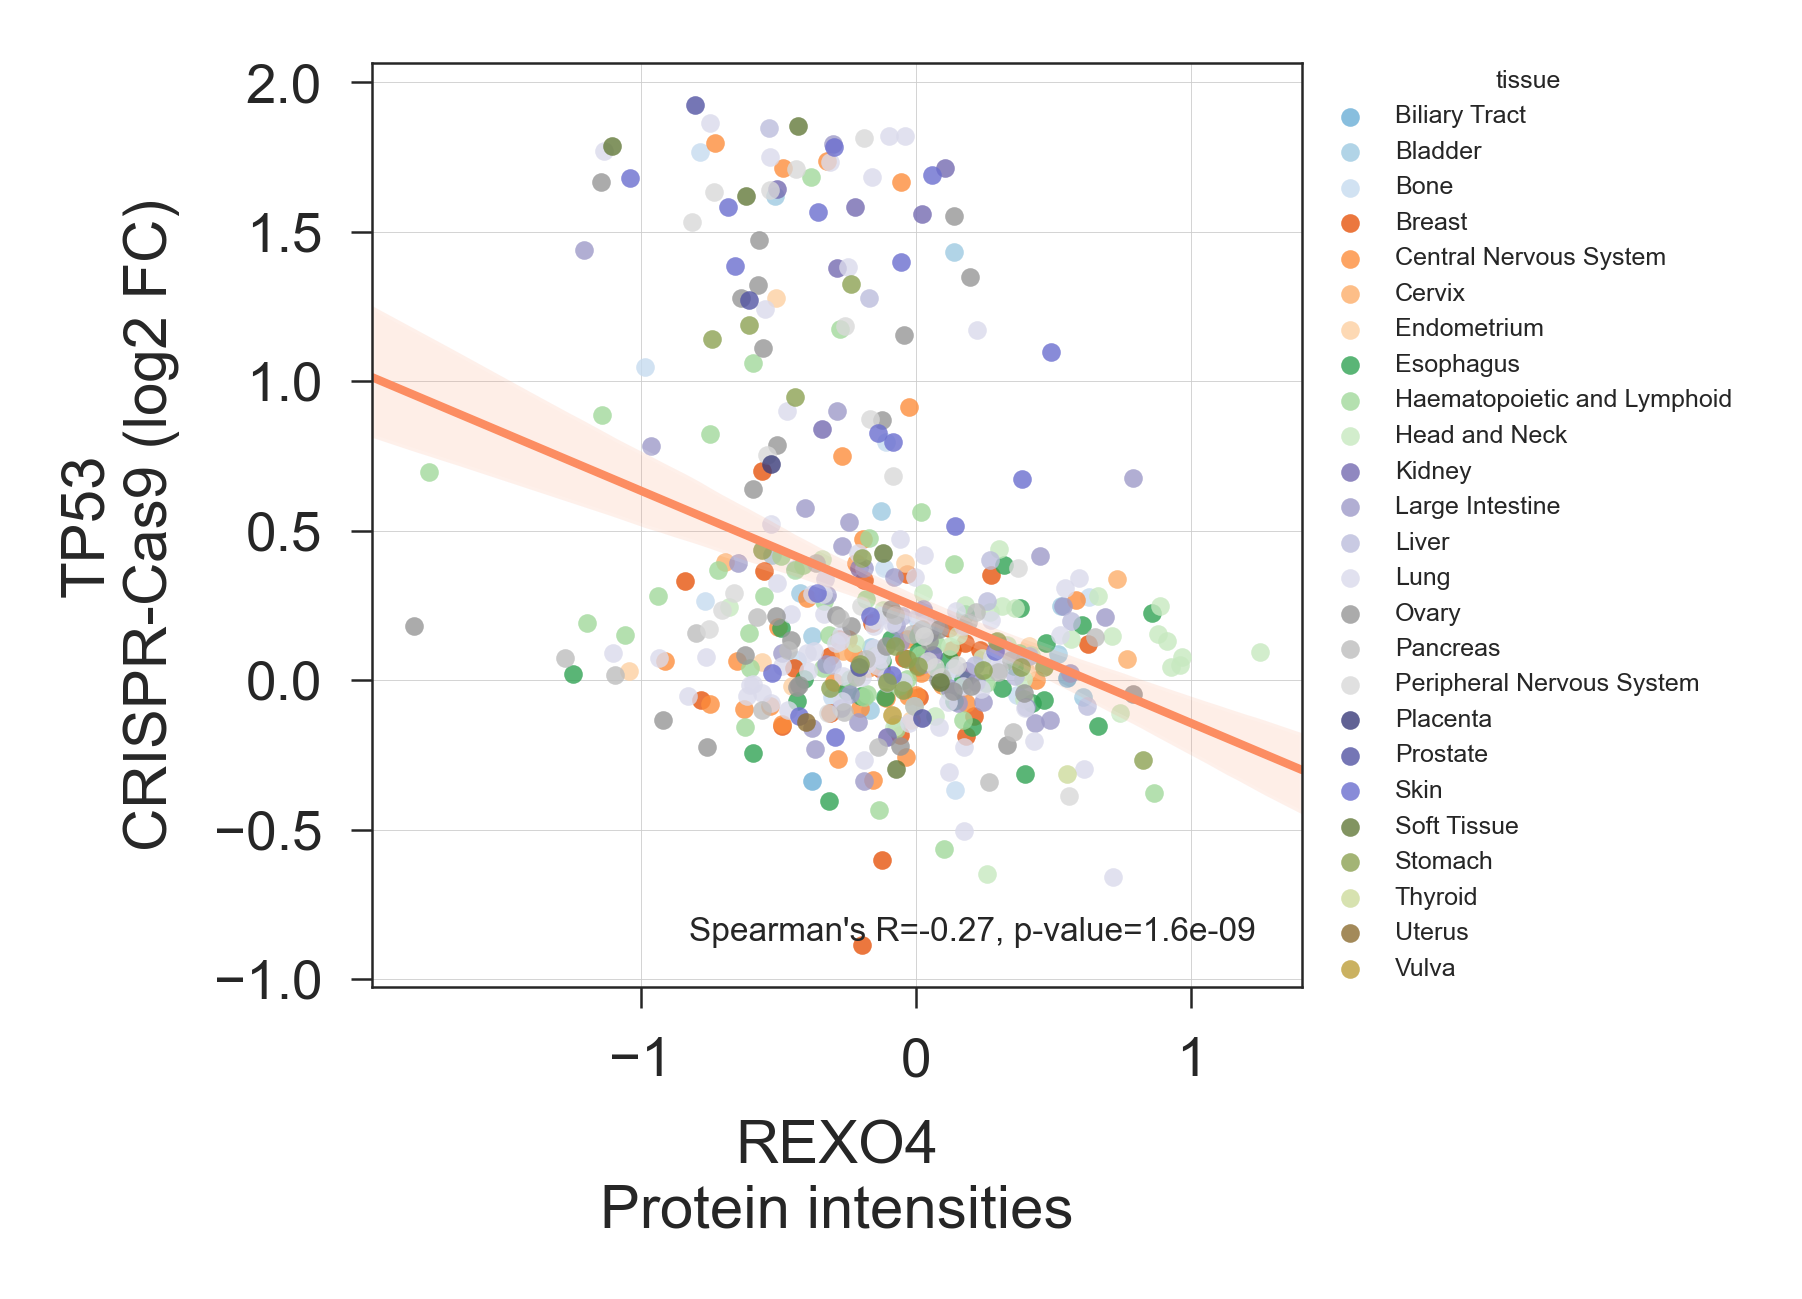 TP53
CRISPR-Cas9 (log2 FC)
2.0
1.5
1.0
0.5
0.0
−0.5
−1.0
Spearman's R=-0.27, p-value=1.6e-09
−1
0
1
REXO4
Protein intensities
tissue
Biliary Tract
Bladder
Bone
Breast
Central Nervous System
Cervix
Endometrium
Esophagus
Haematopoietic and Lymphoid
Head and Neck
Kidney
Large Intestine
Liver
Lung
Ovary
Pancreas
Peripheral Nervous System
Placenta
Prostate
Skin
Soft Tissue
Stomach
Thyroid
Uterus
Vulva